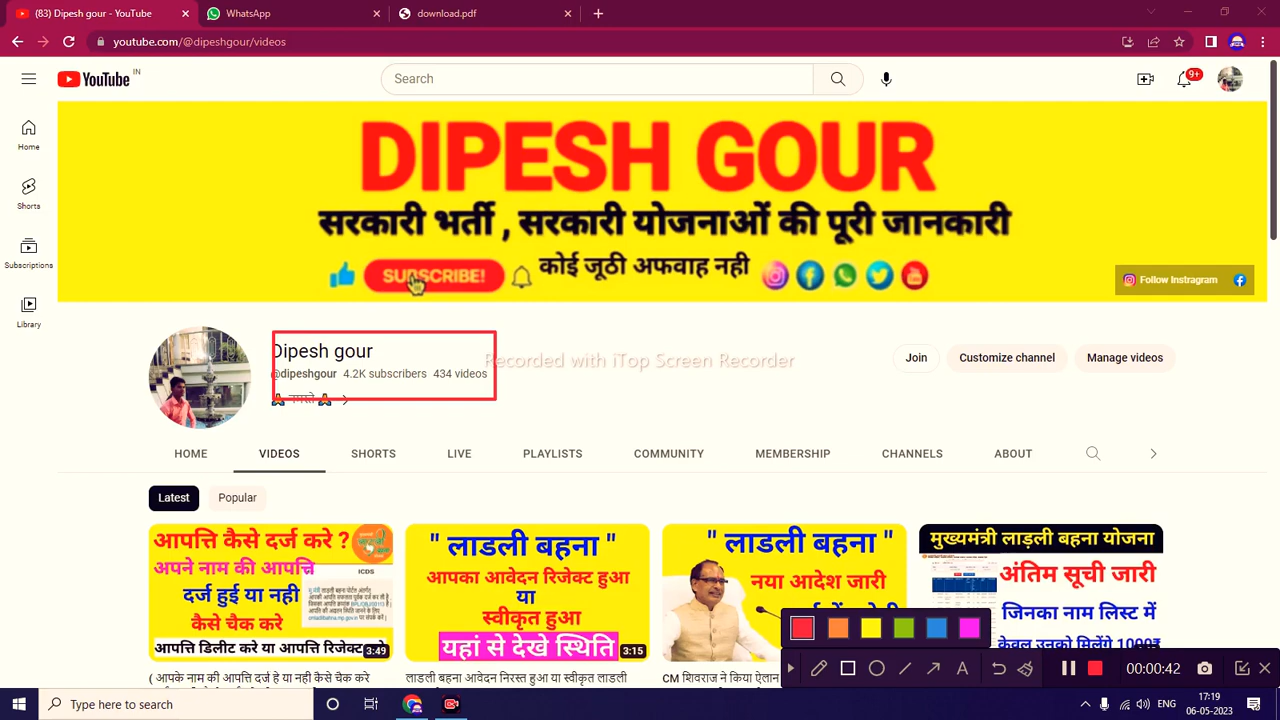 (83) Dipesh gour - YouTube
WhatsApp
download.pdf
youtube.com/@dipeshgour/videos
YouTube IN
Search
9+
Home
Shorts
Subscriptions
Library
DIPESH GOUR
सरकारी भर्ती , सरकारी योजनाओं की पूरी जानकारी
SUBSCRIBE!
कोई जूठी अफवाह नही
Follow Instragram
Dipesh gour
@dipeshgour 4.2K subscribers 434 videos
नमस्ते
Recorded with iTop Screen Recorder
Join
Customize channel
Manage videos
HOME
VIDEOS
SHORTS
LIVE
PLAYLISTS
COMMUNITY
MEMBERSHIP
CHANNELS
ABOUT
Latest
Popular
आपत्ति कैसे दर्ज करे ?
अपने नाम की आपत्ति
ICDS
दर्ज हुई या नही
कैसे चैक करे
आपत्ति डिलीट करे या आपत्ति रिजेक्ट
3:49
" लाडली बहना "
आपका आवेदन रिजेक्ट हुआ
या
स्वीकृत हुआ
यहां से देखे स्थिति
3:15
" लाडली बहना "
नया आदेश जारी
मुख्यमंत्री लाड़ली बहना योजना
अंतिम सूची जारी
जिनका नाम लिस्ट में
केवल उनको मिलेंगे 1000₹
( आपके नाम की आपत्ति दर्ज हे या नही कैसे चैक करे
लाडली बहना आवेदन निरस्त हुआ या स्वीकृत लाडली
CM शिवराज ने किया ऐलान
A
00:00:42
Type here to search
ENG
17:19
06-05-2023